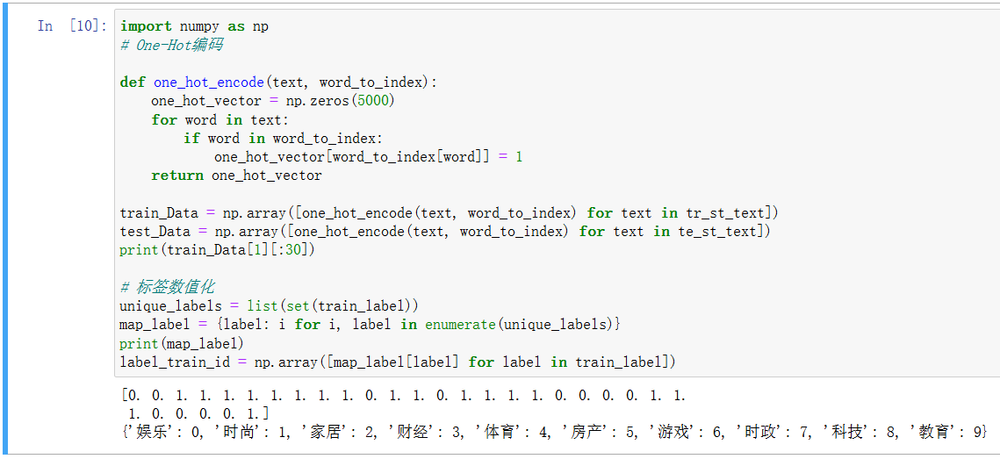 In [10]: import numpy as np
# One-Hot编码
def one_hot_encode(text, word_to_index):
    one_hot_vector = np.zeros(5000)
    for word in text:
        if word in word_to_index:
            one_hot_vector[word_to_index[word]] = 1
    return one_hot_vector
train_Data = np.array([one_hot_encode(text, word_to_index) for text in tr_st_text])
test_Data = np.array([one_hot_encode(text, word_to_index) for text in te_st_text])
print(train_Data[1][:30])
# 标签数值化
unique_labels = list(set(train_label))
map_label = {label: i for i, label in enumerate(unique_labels)}
print(map_label)
label_train_id = np.array([map_label[label] for label in train_label])
[0. 0. 1. 1. 1. 1. 1. 1. 1. 1. 0. 1. 1. 0. 1. 1. 1. 1. 0. 0. 0. 0. 1. 1.
 1. 0. 0. 0. 0. 1.]
{'娱乐': 0, '时尚': 1, '家居': 2, '财经': 3, '体育': 4, '房产': 5, '游戏': 6, '时政': 7, '科技': 8, '教育': 9}